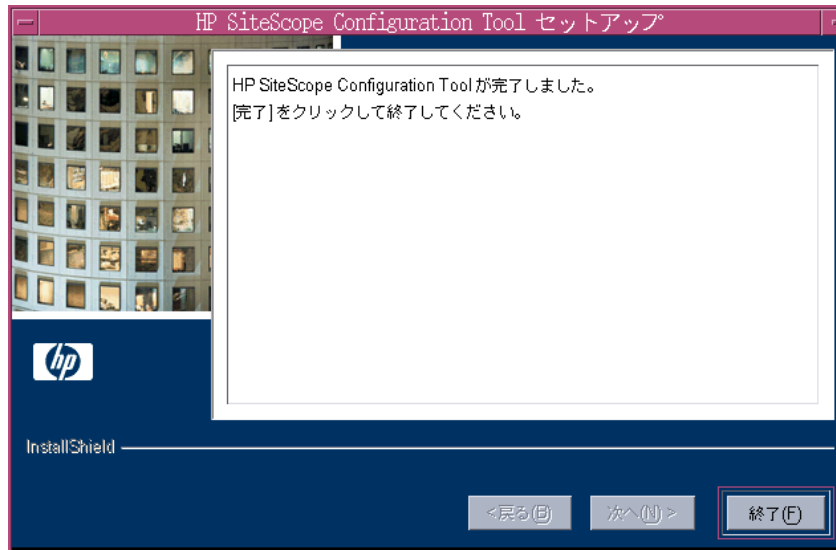 HP SiteScope Configuration Tool セットアップ
HP SiteScope Configuration Tool が完了しました。
[完了] をクリックして終了してください。
hp
InstallShield
<戻る(B)
次へ(N) >
終了(F)